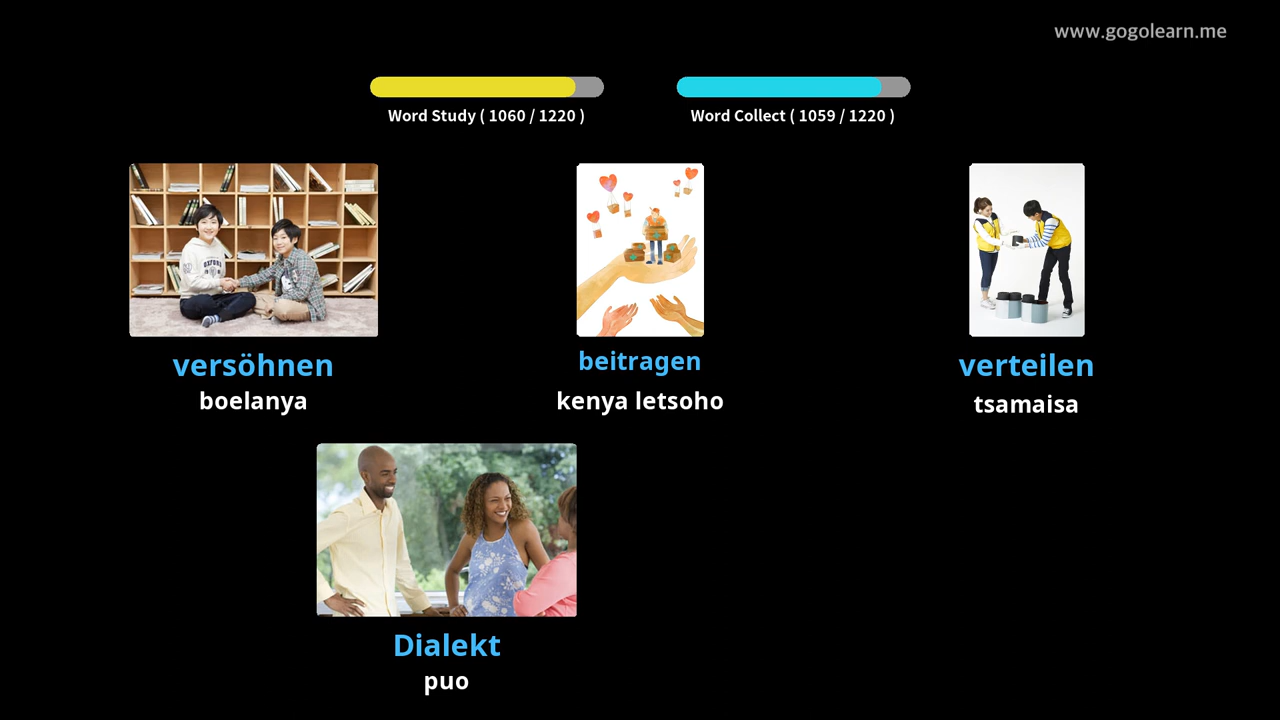 www.gogolearn.me
Word Study ( 1060 / 1220 )
Word Collect ( 1059 / 1220 )
versöhnen
boelanya
beitragen
kenya letsoho
verteilen
tsamaisa
Dialekt
puo